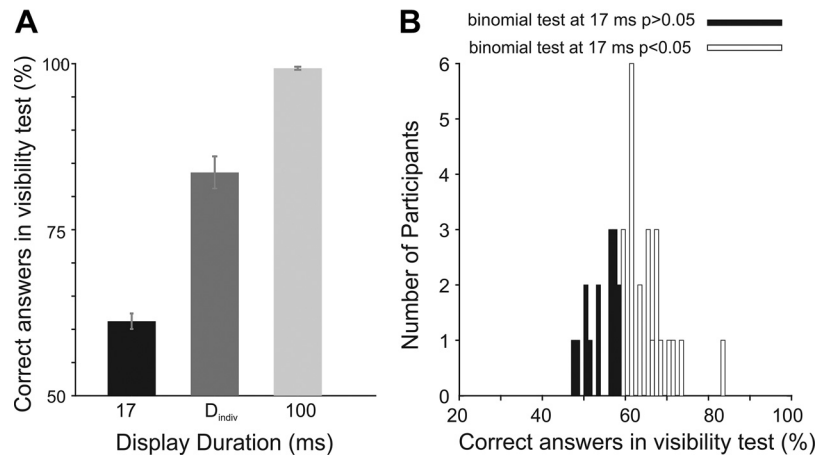 A
Correct answers in visibility test (%)
100
75
50
17
D indiv
100
Display Duration (ms)
B
binomial test at 17 ms p>0.05
binomial test at 17 ms p<0.05
Number of Participants
6
5
4
3
2
1
0
20
40
60
80
100
Correct answers in visibility test (%)